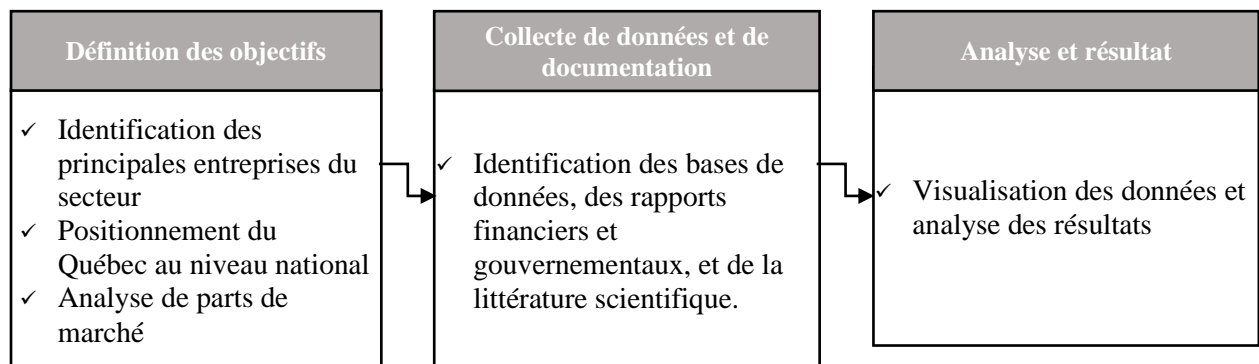 Définition des objectifs
✓ Identification des
principales entreprises du
secteur
✓ Positionnement du
Québec au niveau national
✓ Analyse de parts de
marché
Collecte de données et de
documentation
✓ Identification des bases de
données, des rapports
financiers et
gouvernementaux, et de la
littérature scientifique.
Analyse et résultat
✓ Visualisation des données et
analyse des résultats